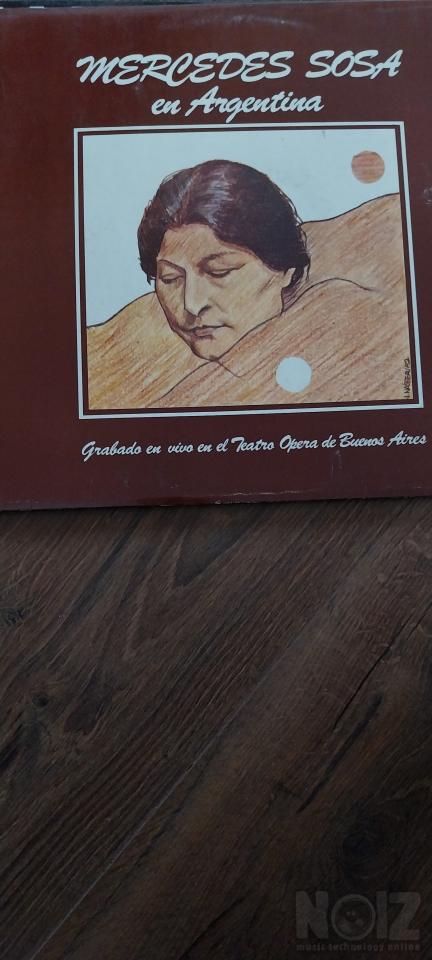 MERCEDES SOSA
en Argentina
Grabado en vivo en el Teatro Opera de Buenos Aires
NOIZ
music technology online